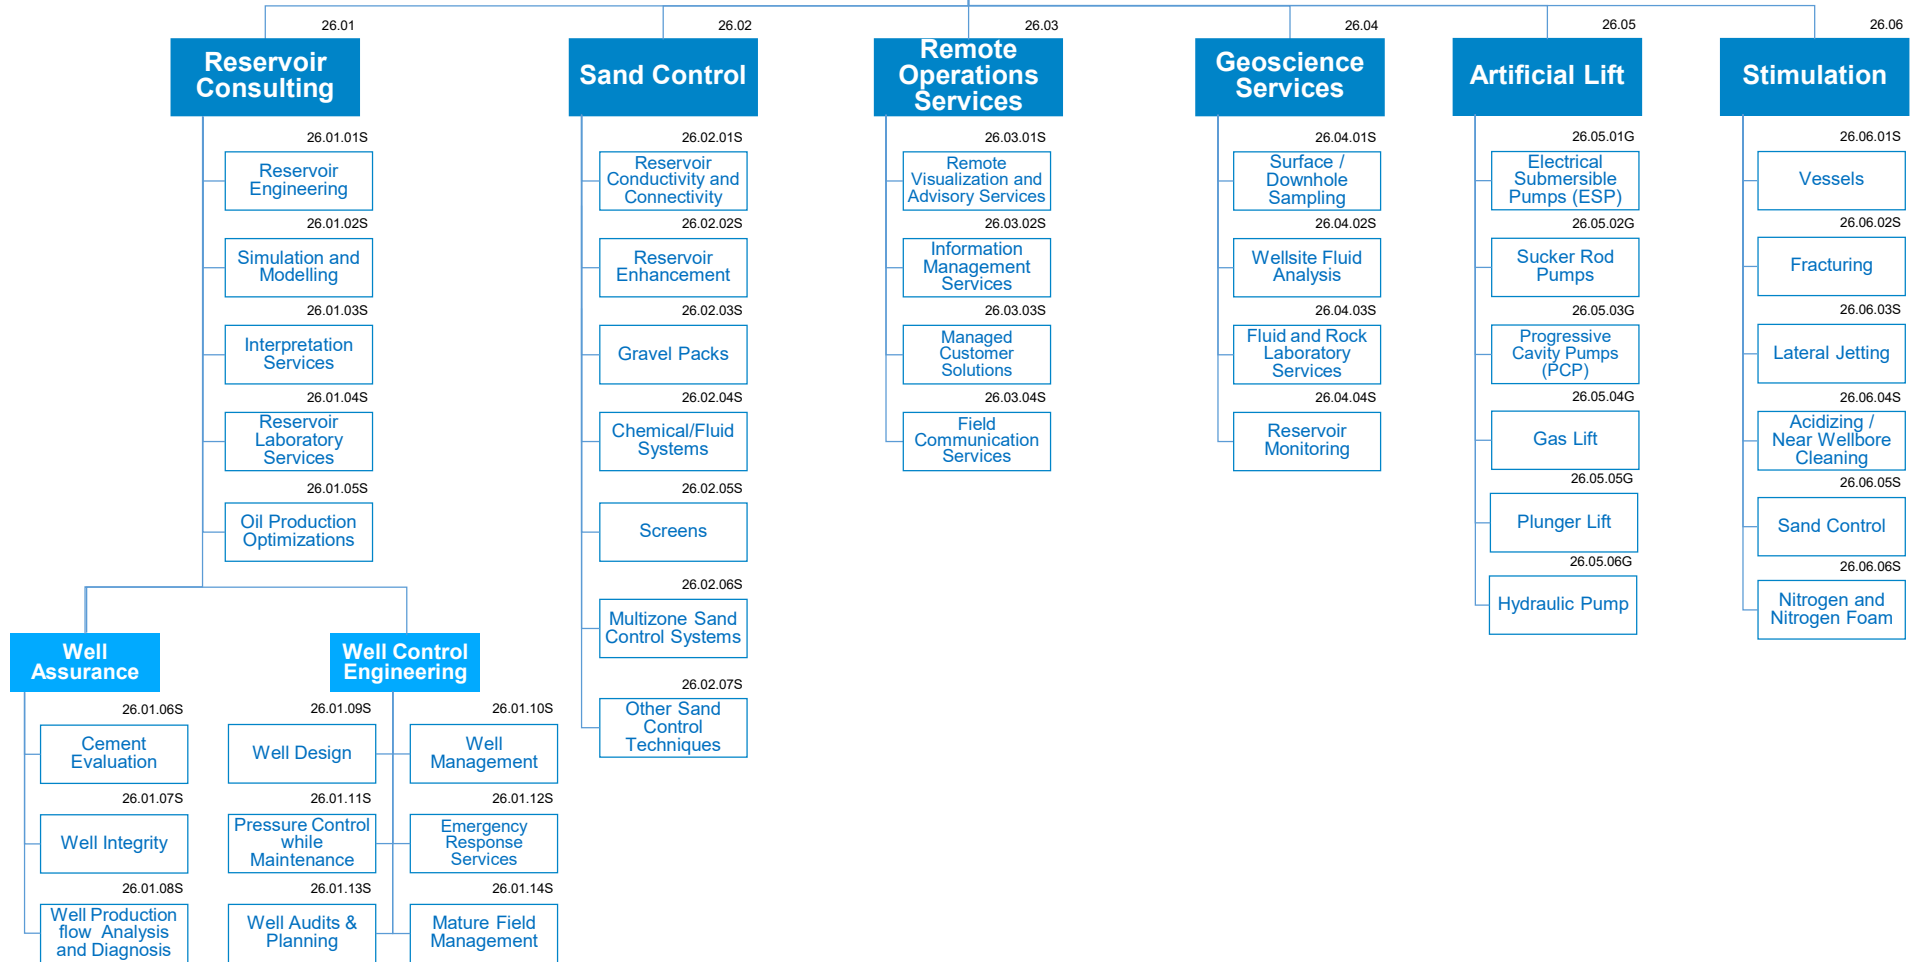 26.01
Reservoir
Consulting
26.01.01S
Reservoir
Engineering
26.01.02S
Simulation and
Modelling
26.01.03S
Interpretation
Services
26.01.04S
Reservoir
Laboratory
Services
26.01.05S
Oil Production
Optimizations
Well
Assurance
26.01.06S
Cement
Evaluation
26.01.07S
Well Integrity
26.01.08S
Well Production
flow Analysis
and Diagnosis
Well Control
Engineering
26.01.09S
Well Design
26.01.10S
Well
Management
26.01.11S
Pressure Control
while
Maintenance
26.01.12S
Emergency
Response
Services
26.01.13S
Well Audits &
Planning
26.01.14S
Mature Field
Management
26.02
Sand Control
26.02.01S
Reservoir
Conductivity and
Connectivity
26.02.02S
Reservoir
Enhancement
26.02.03S
Gravel Packs
26.02.04S
Chemical/Fluid
Systems
26.02.05S
Screens
26.02.06S
Multizone Sand
Control Systems
26.02.07S
Other Sand
Control
Techniques
26.03
Remote
Operations
Services
26.03.01S
Remote
Visualization and
Advisory Services
26.03.02S
Information
Management
Services
26.03.03S
Managed
Customer
Solutions
26.03.04S
Field
Communication
Services
26.04
Geoscience
Services
26.04.01S
Surface /
Downhole
Sampling
26.04.02S
Wellsite Fluid
Analysis
26.04.03S
Fluid and Rock
Laboratory
Services
26.04.04S
Reservoir
Monitoring
26.05
Artificial Lift
26.05.01G
Electrical
Submersible
Pumps (ESP)
26.05.02G
Sucker Rod
Pumps
26.05.03G
Progressive
Cavity Pumps
(PCP)
26.05.04G
Gas Lift
26.05.05G
Plunger Lift
26.05.06G
Hydraulic Pump
26.06
Stimulation
26.06.01S
Vessels
26.06.02S
Fracturing
26.06.03S
Lateral Jetting
26.06.04S
Acidizing /
Near Wellbore
Cleaning
26.06.05S
Sand Control
26.06.06S
Nitrogen and
Nitrogen Foam